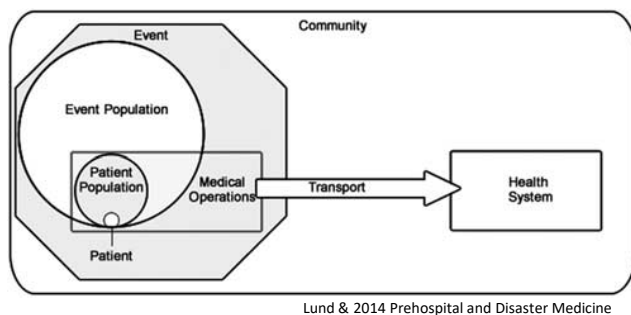 Community
Event
Event Population
Patient
Population
Medical
Operations
Transport
Health
System
Patient
Lund & 2014 Prehospital and Disaster Medicine